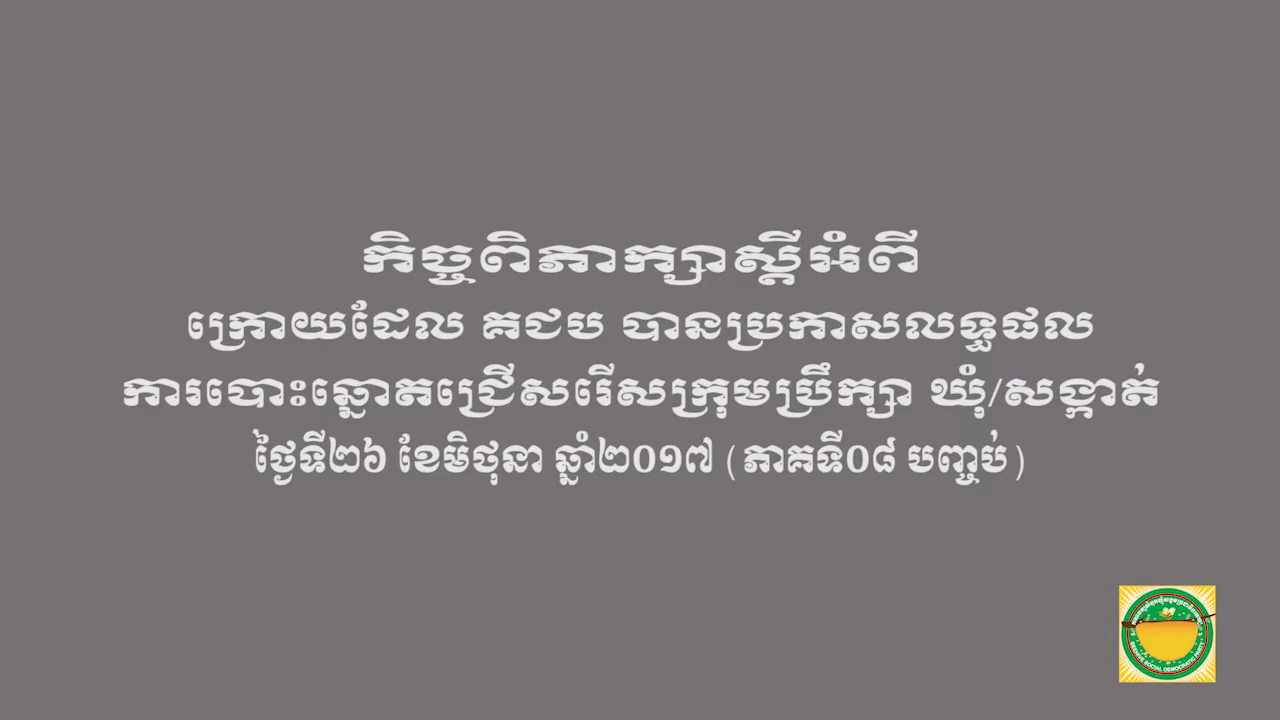 កិច្ចពិភាក្សាស្តីអំពី
ក្រោយដែល គជប បានប្រកាសលទ្ធផល
ការបោះឆ្នោតជ្រើសរើសក្រុមប្រឹក្សា ឃុំ/សង្កាត់
ថ្ងៃទី២៦ ខែមិថុនា ឆ្នាំ២០១៧ (ភាគទី០៨ បញ្ចប់)
SOCIAL DEMOCRATIC PARTY